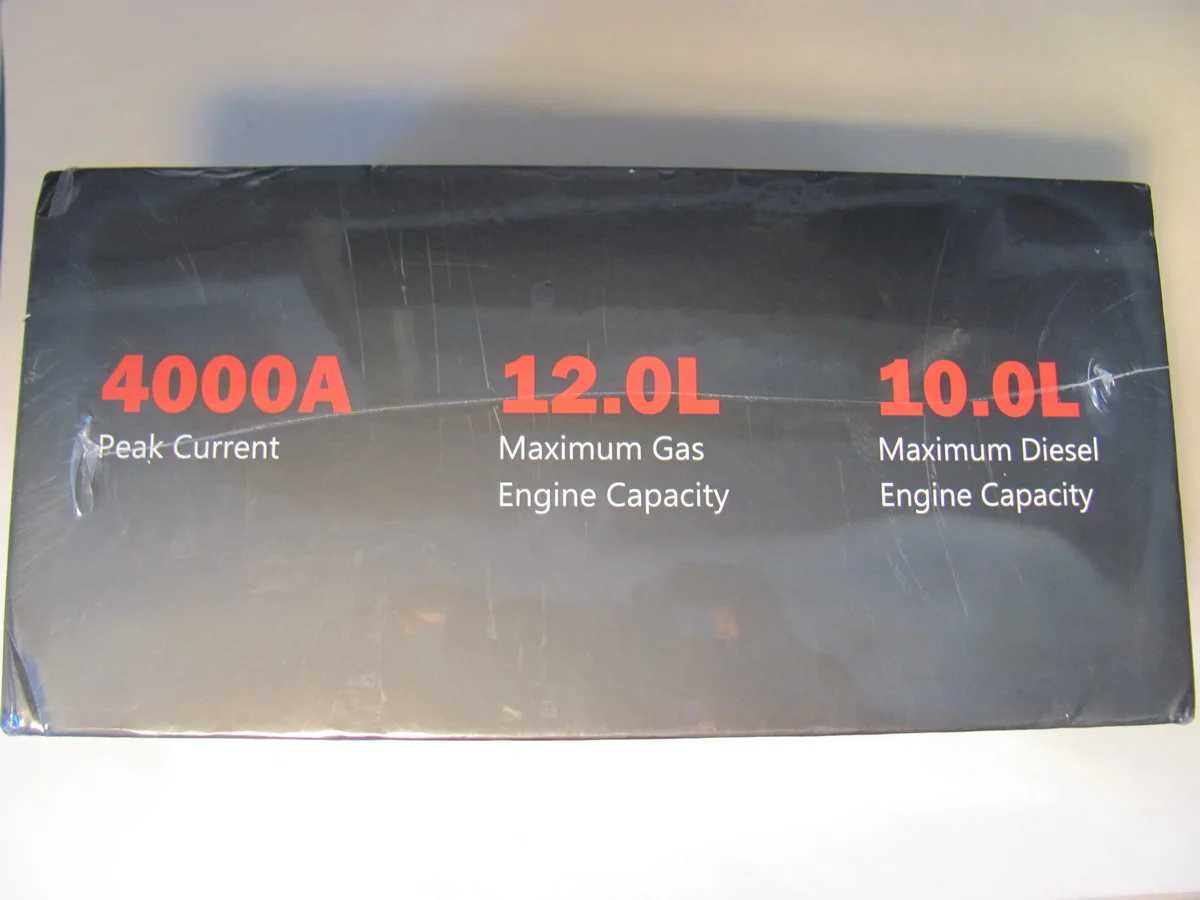 4000A
Peak Current
12.0L
Maximum Gas
Engine Capacity
10.0L
Maximum Diesel
Engine Capacity